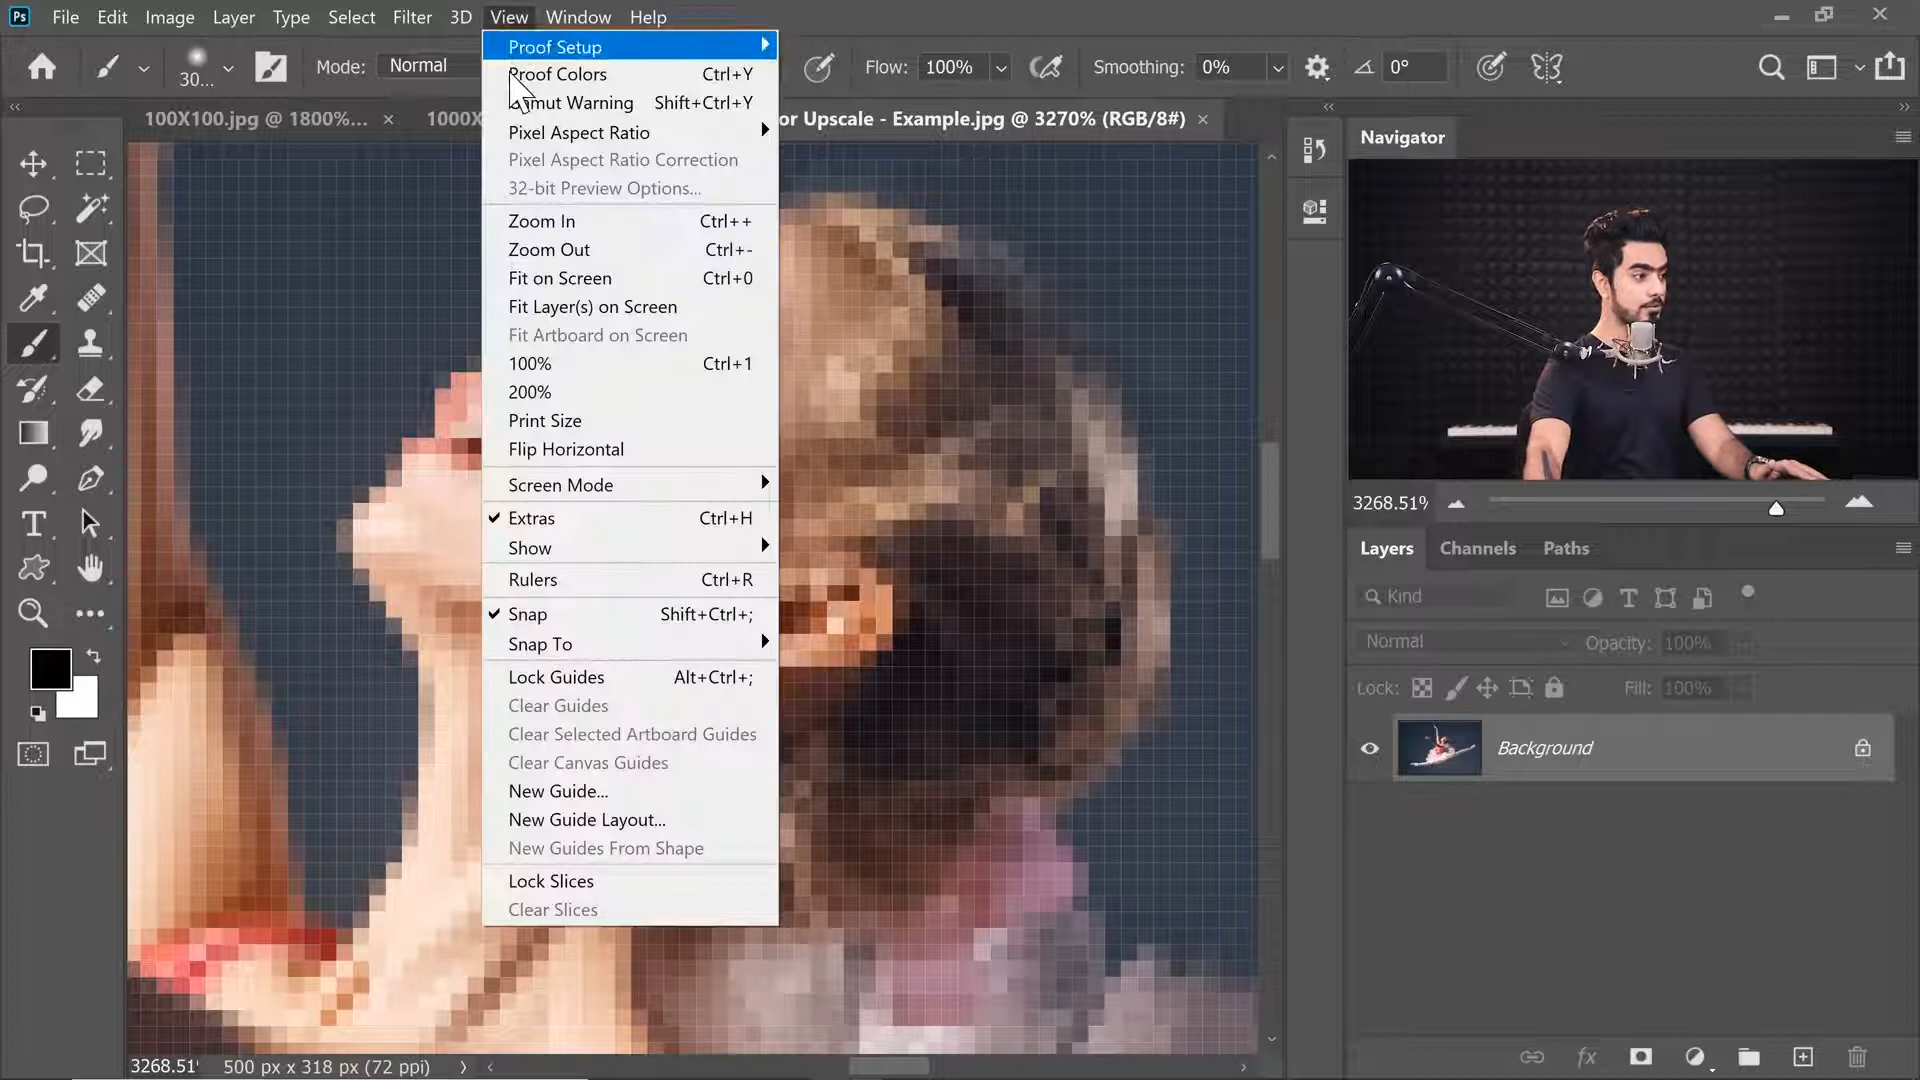 Ps File Edit Image Layer Type Select Filter 3D View Window Help
30... Mode: Normal Flow: 100% Smoothing: 0% 0°
100X100.jpg @ 1800%... × 1000X or Upscale - Example.jpg @ 3270% (RGB/8#) ×
Proof Setup
Proof Colors Ctrl+Y
Warning Shift+Ctrl+Y
Pixel Aspect Ratio
Pixel Aspect Ratio Correction
32-bit Preview Options...
Zoom In Ctrl++
Zoom Out Ctrl+-
Fit on Screen Ctrl+0
Fit Layer(s) on Screen
Fit Artboard on Screen
100% Ctrl+1
200%
Print Size
Flip Horizontal
Screen Mode
Extras Ctrl+H
Show
Rulers Ctrl+R
Snap Shift+Ctrl+;
Snap To
Lock Guides Alt+Ctrl+;
Clear Guides
Clear Selected Artboard Guides
Clear Canvas Guides
New Guide...
New Guide Layout...
New Guides From Shape
Lock Slices
Clear Slices
Navigator
3268.51%
Layers Channels Paths
Kind
Normal Opacity: 100%
Lock: Fill: 100%
Background
fx
3268.51% 500 px x 318 px (72 ppi)